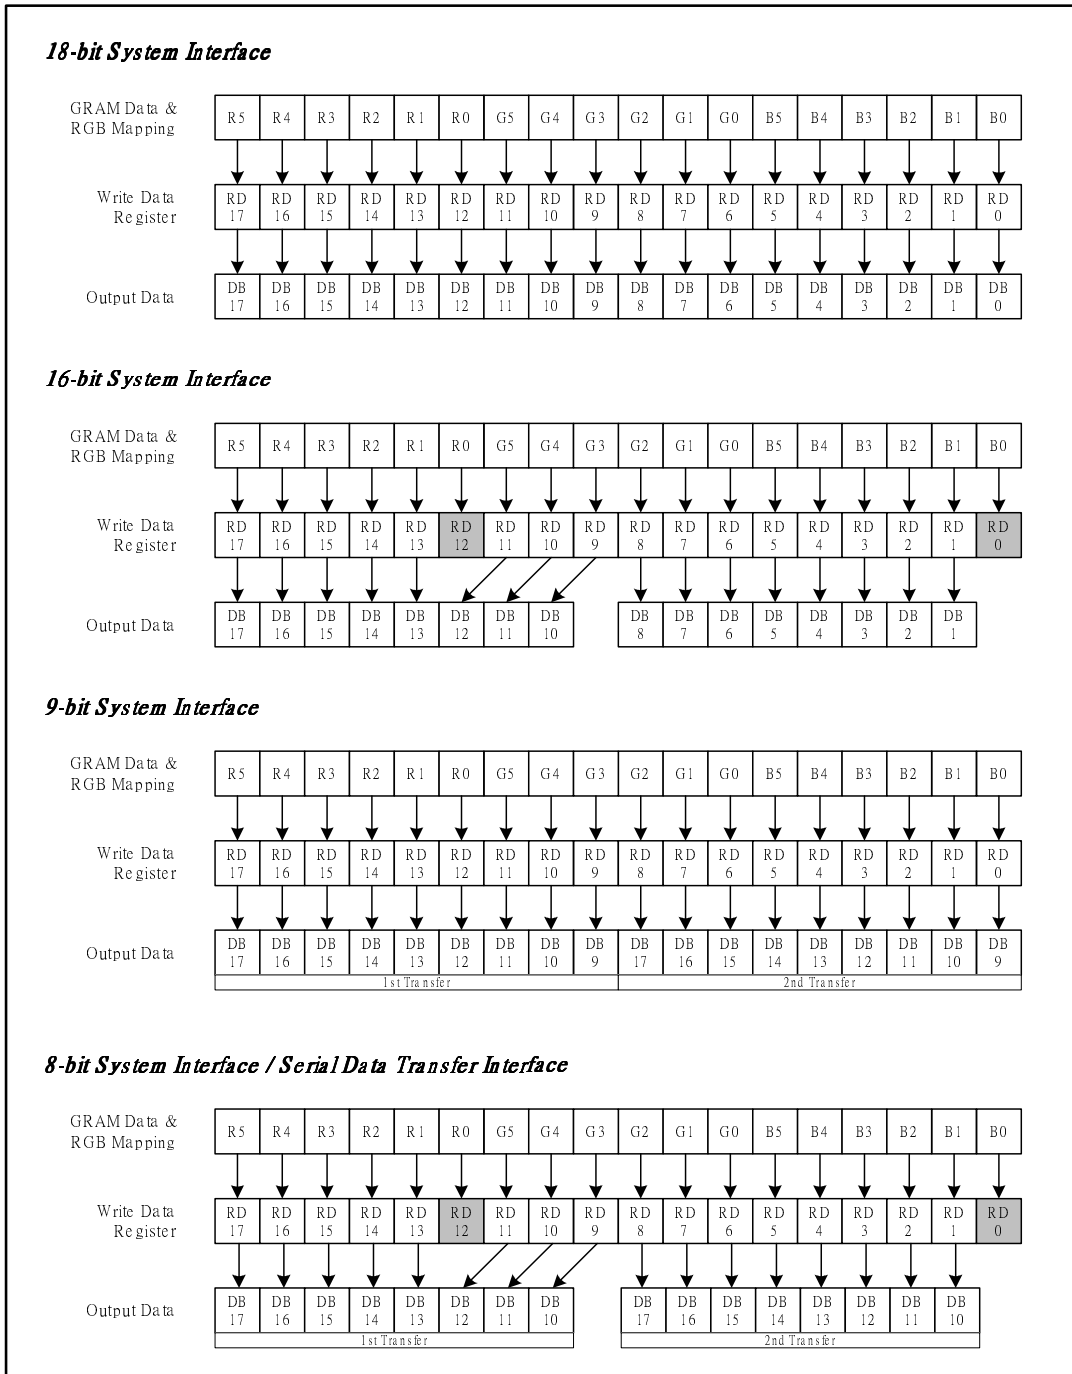 18-bit System Interface
GRAM Data &
RGB Mapping
R5 R4 R3 R2 R1 R0 G5 G4 G3 G2 G1 G0 B5 B4 B3 B2 B1 B0
Write Data
Register
RD RD RD RD RD RD RD RD RD RD RD RD RD RD RD RD RD RD
17 16 15 14 13 12 11 10 9 8 7 6 5 4 3 2 1 0
Output Data
DB DB DB DB DB DB DB DB DB DB DB DB DB DB DB DB DB DB
17 16 15 14 13 12 11 10 9 8 7 6 5 4 3 2 1 0
16-bit System Interface
GRAM Data &
RGB Mapping
R5 R4 R3 R2 R1 R0 G5 G4 G3 G2 G1 G0 B5 B4 B3 B2 B1 B0
Write Data
Register
RD RD RD RD RD RD RD RD RD RD RD RD RD RD RD RD RD RD
17 16 15 14 13 12 11 10 9 8 7 6 5 4 3 2 1 0
Output Data
DB DB DB DB DB DB DB DB DB DB DB DB DB DB DB DB
17 16 15 14 13 12 11 10 8 7 6 5 4 3 2 1
9-bit System Interface
GRAM Data &
RGB Mapping
R5 R4 R3 R2 R1 R0 G5 G4 G3 G2 G1 G0 B5 B4 B3 B2 B1 B0
Write Data
Register
RD RD RD RD RD RD RD RD RD RD RD RD RD RD RD RD RD RD
17 16 15 14 13 12 11 10 9 8 7 6 5 4 3 2 1 0
Output Data
DB DB DB DB DB DB DB DB DB DB DB DB DB DB DB DB DB DB
17 16 15 14 13 12 11 10 9 17 16 15 14 13 12 11 10 9
1st Transfer 2nd Transfer
8-bit System Interface / Serial Data Transfer Interface
GRAM Data &
RGB Mapping
R5 R4 R3 R2 R1 R0 G5 G4 G3 G2 G1 G0 B5 B4 B3 B2 B1 B0
Write Data
Register
RD RD RD RD RD RD RD RD RD RD RD RD RD RD RD RD RD RD
17 16 15 14 13 12 11 10 9 8 7 6 5 4 3 2 1 0
Output Data
DB DB DB DB DB DB DB DB DB DB DB DB DB DB DB DB
17 16 15 14 13 12 11 10 17 16 15 14 13 12 11 10
1st Transfer 2nd Transfer